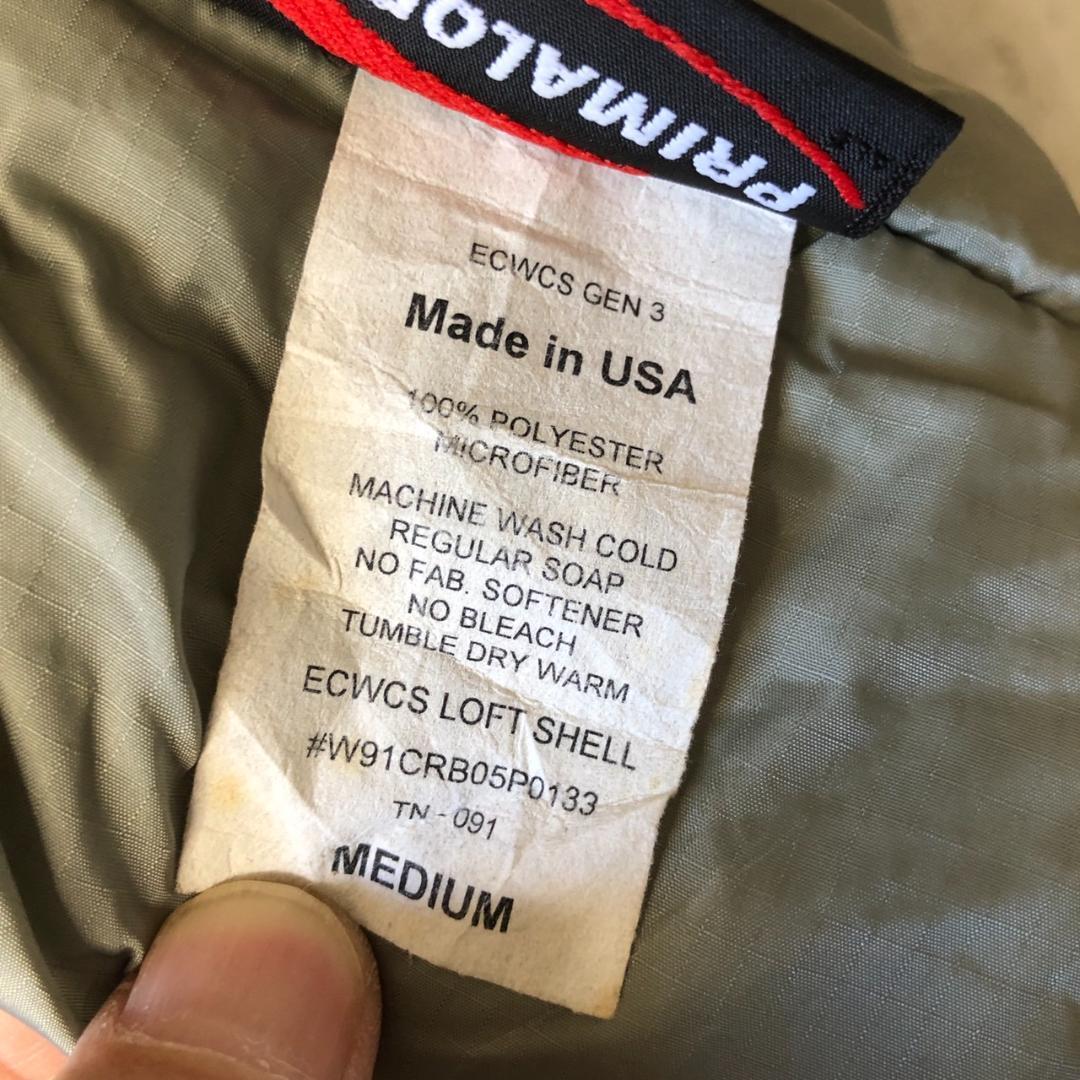 PRIMALO
ECWCS GEN 3
Made in USA
100% POLYESTER
MICROFIBER
MACHINE WASH COLD
REGULAR SOAP
NO FAB. SOFTENER
NO BLEACH
TUMBLE DRY WARM
ECWCS LOFT SHELL
#W91CRB05P0133
TN - 091
MEDIUM